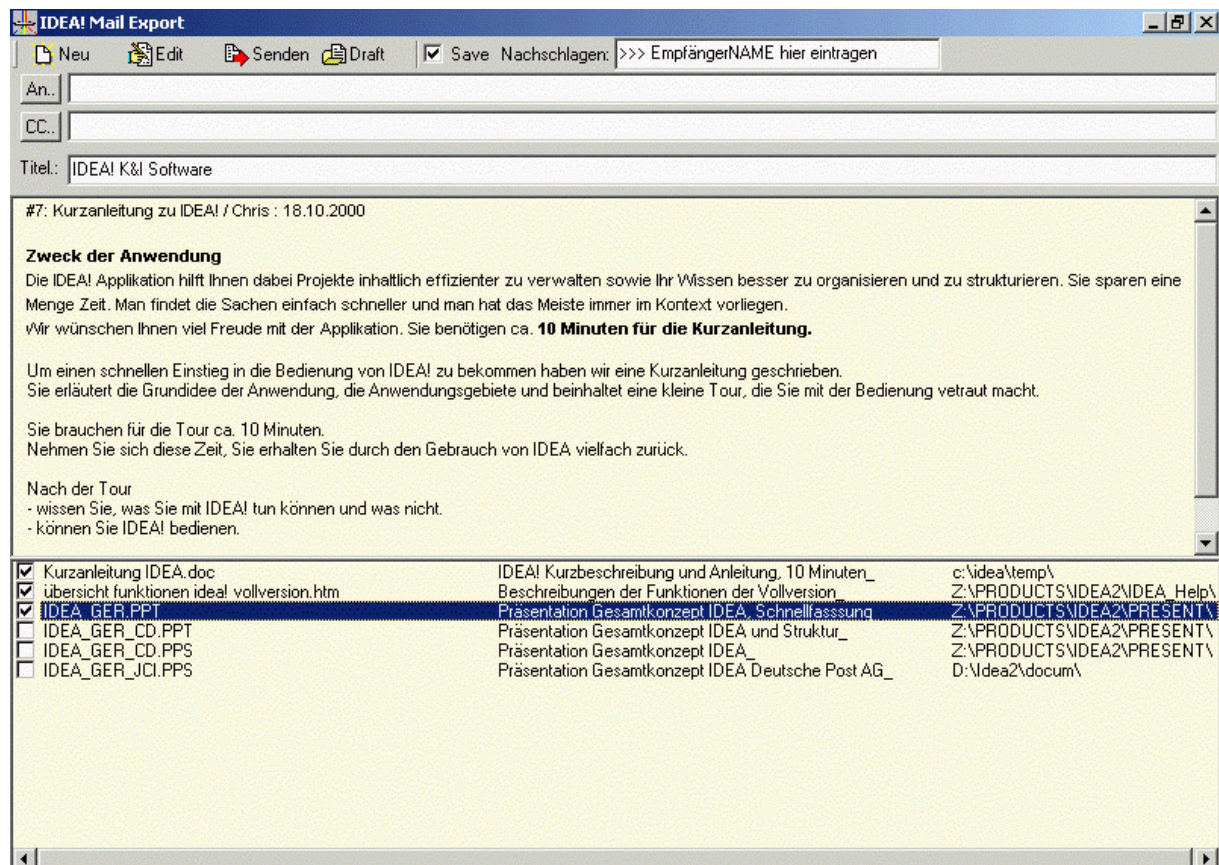 IDEA! Mail Export
Neu Edit Senden Draft Save Nachschlagen: >>> EmpfängerNAME hier eintragen
An..
CC..
Titel.: IDEA! K&I Software
#7: Kurzanleitung zu IDEA! / Chris : 18.10.2000
Zweck der Anwendung
Die IDEA! Applikation hilft Ihnen dabei Projekte inhaltlich effizienter zu verwalten sowie Ihr Wissen besser zu organisieren und zu strukturieren. Sie sparen eine
Menge Zeit. Man findet die Sachen einfach schneller und man hat das Meiste immer im Kontext vorliegen.
Wir wünschen Ihnen viel Freude mit der Applikation. Sie benötigen ca. 10 Minuten für die Kurzanleitung.
Um einen schnellen Einstieg in die Bedienung von IDEA! zu bekommen haben wir eine Kurzanleitung geschrieben.
Sie erläutert die Grundidee der Anwendung, die Anwendungsgebiete und beinhaltet eine kleine Tour, die Sie mit der Bedienung vetraut macht.
Sie brauchen für die Tour ca. 10 Minuten.
Nehmen Sie sich diese Zeit, Sie erhalten Sie durch den Gebrauch von IDEA vielfach zurück.
Nach der Tour
- wissen Sie, was Sie mit IDEA! tun können und was nicht.
- können Sie IDEA! bedienen.
Kurzanleitung IDEA.doc IDEA! Kurzbeschreibung und Anleitung, 10 Minuten_ c:\idea\temp\
übersicht funktionen idea! vollversion.htm Beschreibungen der Funktionen der Vollversion_ Z:\PRODUCTS\IDEA2\IDEA_Help\
IDEA_GER.PPT Präsentation Gesamtkonzept IDEA, Schnellfasssung_ Z:\PRODUCTS\IDEA2\PRESENT\
IDEA_GER_CD.PPT Präsentation Gesamtkonzept IDEA und Struktur_ Z:\PRODUCTS\IDEA2\PRESENT\
IDEA_GER_CD.PPS Präsentation Gesamtkonzept IDEA_ Z:\PRODUCTS\IDEA2\PRESENT\
IDEA_GER_JCI.PPS Präsentation Gesamtkonzept IDEA Deutsche Post AG_ D:\Idea2\docum\